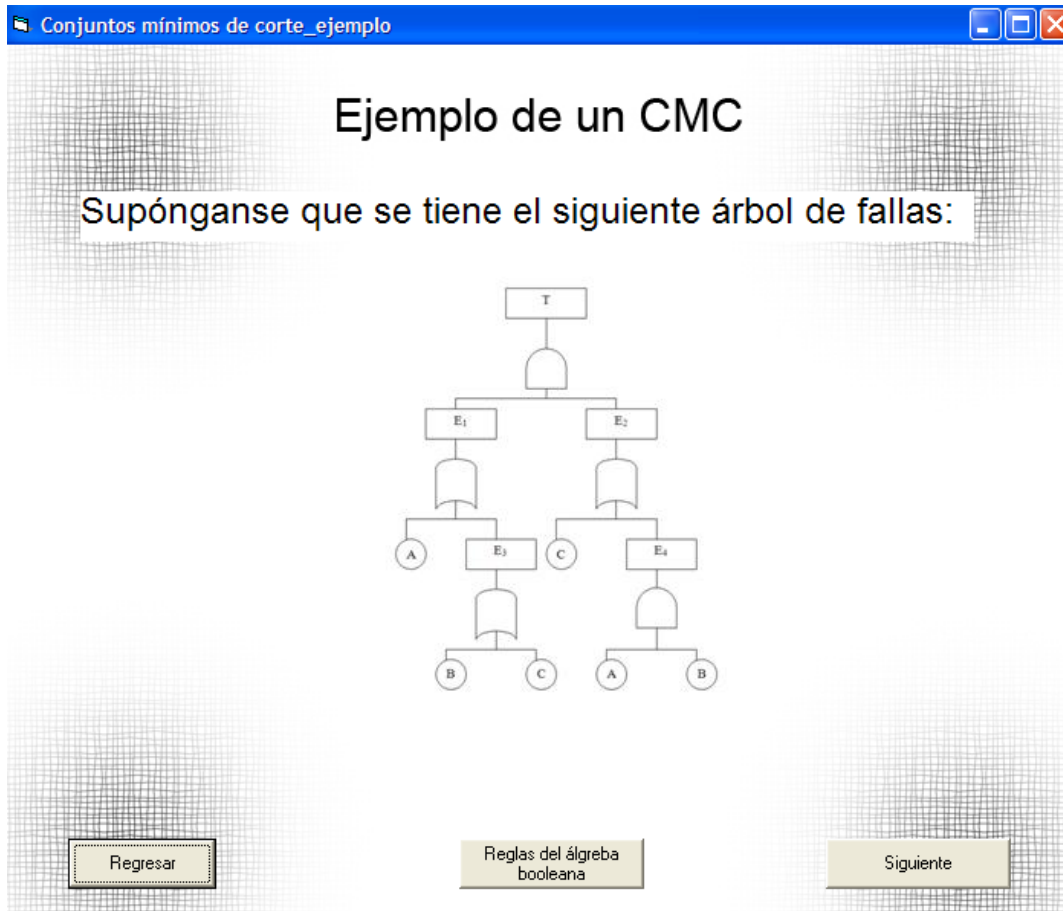 Conjuntos mínimos de corte_ejemplo
Ejemplo de un CMC
Supónganse que se tiene el siguiente árbol de fallas:
T
E₁
E₂
A
E₃
C
E₄
B
C
A
B
Regresar
Reglas del álgreba
booleana
Siguiente